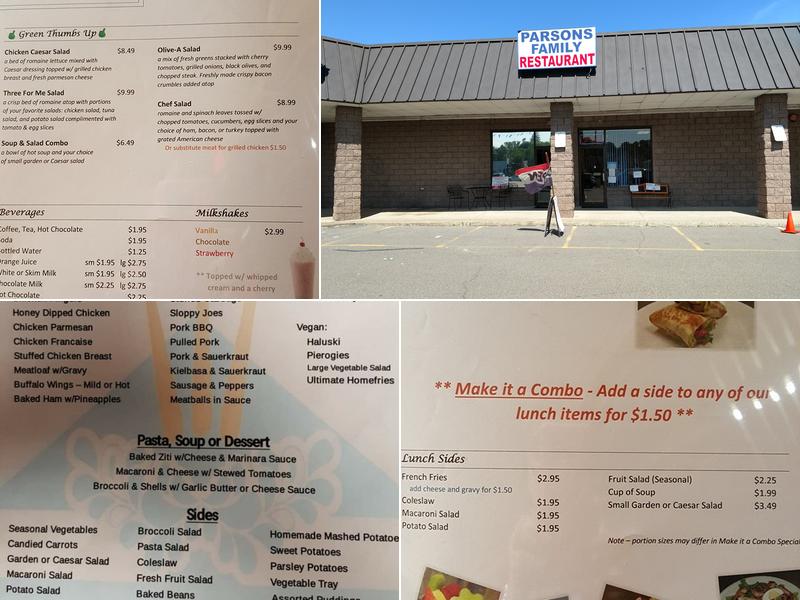 Green Thumbs Up
Chicken Caesar Salad $8.49
a bed of romaine lettuce mixed with
Caesar dressing topped w/ grilled chicken
breast and fresh parmesan cheese
Three For Me Salad $9.99
a crisp bed of romaine atop with portions
of your favorite salads: chicken salad, tuna
salad, and potato salad complimented with
tomato & egg slices
Soup & Salad Combo $6.49
a bowl of hot soup and your choice
of small garden or Caesar salad
Olive-A Salad $9.99
a mix of fresh greens stacked with cherry
tomatoes, grilled onions, black olives, and
chopped steak. Freshly made crispy bacon
crumbles added atop
Chef Salad $8.99
romaine and spinach leaves tossed w/
chopped tomatoes, cucumbers, egg slices and your
choice of ham, bacon, or turkey topped with
grated American cheese
Or substitute meat for grilled chicken $1.50
Beverages
Coffee, Tea, Hot Chocolate $1.95
Soda $1.95
Bottled Water $1.25
Orange Juice sm $1.95 lg $2.75
White or Skim Milk sm $1.95 lg $2.50
Chocolate Milk sm $2.25 lg $2.75
Hot Chocolate $2.25
Milkshakes
Vanilla $2.99
Chocolate
Strawberry
** Topped w/ whipped
cream and a cherry
PARSONS
FAMILY
RESTAURANT
Honey Dipped Chicken
Chicken Parmesan
Chicken Francaise
Stuffed Chicken Breast
Meatloaf w/Gravy
Buffalo Wings – Mild or Hot
Baked Ham w/Pineapples
Sloppy Joes
Pork BBQ
Pulled Pork
Pork & Sauerkraut
Kielbasa & Sauerkraut
Sausage & Peppers
Meatballs in Sauce
Vegan:
Haluski
Pierogies
Large Vegetable Salad
Ultimate Homefries
Pasta, Soup or Dessert
Baked Ziti w/Cheese & Marinara Sauce
Macaroni & Cheese w/ Stewed Tomatoes
Broccoli & Shells w/ Garlic Butter or Cheese Sauce
Sides
Seasonal Vegetables
Candied Carrots
Garden or Caesar Salad
Macaroni Salad
Potato Salad
Broccoli Salad
Pasta Salad
Coleslaw
Fresh Fruit Salad
Baked Beans
Homemade Mashed Potatoe
Sweet Potatoes
Parsley Potatoes
Vegetable Tray
Assorted Pudding
** Make it a Combo - Add a side to any of our
lunch items for $1.50 **
Lunch Sides
French Fries $2.95
add cheese and gravy for $1.50
Coleslaw $1.95
Macaroni Salad $1.95
Potato Salad $1.95
Fruit Salad (Seasonal) $2.25
Cup of Soup $1.99
Small Garden or Caesar Salad $3.49
Note – portion sizes may differ in Make it a Combo Special